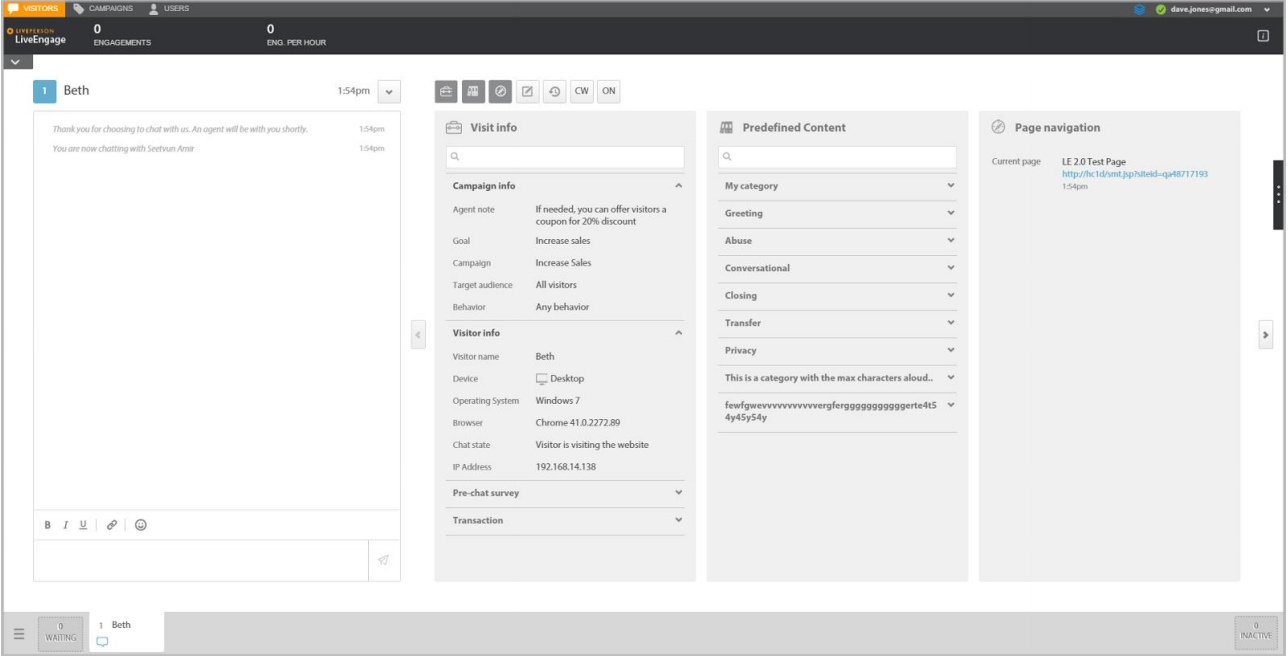 VISITORS CAMPAIGNS USERS dave.jones@gmail.com
LIVEPERSON
LiveEngage
0 ENGAGEMENTS
0 ENG. PER HOUR
1 Beth 1:54pm
CW ON
Thank you for choosing to chat with us. An agent will be with you shortly. 1:54pm
You are now chatting with Seetvun Amir 1:54pm
B I U
Visit info
Campaign info
Agent note If needed, you can offer visitors a
coupon for 20% discount
Goal Increase sales
Campaign Increase Sales
Target audience All visitors
Behavior Any behavior
Visitor info
Visitor name Beth
Device Desktop
Operating System Windows 7
Browser Chrome 41.0.2272.89
Chat state Visitor is visiting the website
IP Address 192.168.14.138
Pre-chat survey
Transaction
Predefined Content
My category
Greeting
Abuse
Conversational
Closing
Transfer
Privacy
This is a category with the max characters aloud..
4y45y54y
Page navigation
Current page LE 2.0 Test Page
http://hc1d/smt.jsp?siteid=qa48717193
1:54pm
0
WAITING
1 Beth
0
INACTIVE